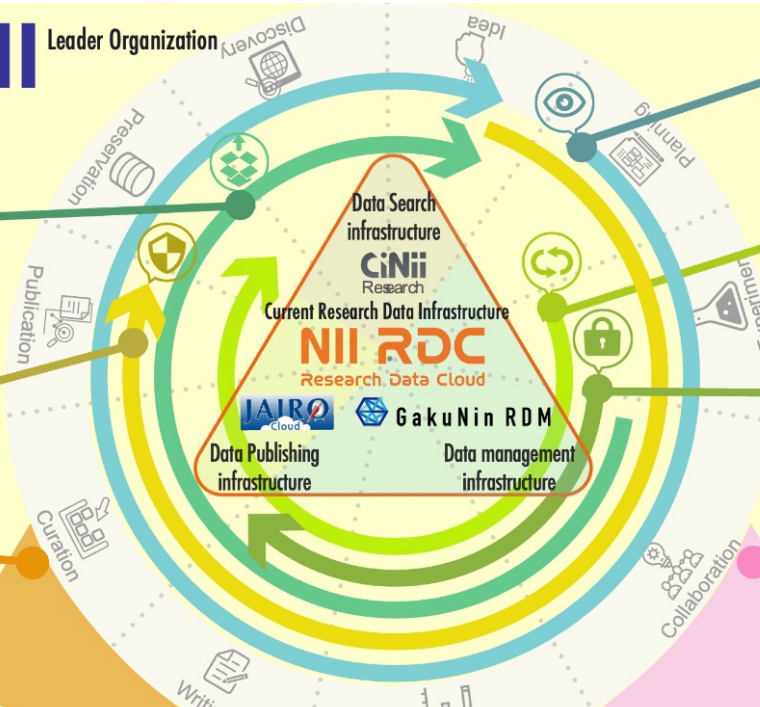 Leader Organization
Discovery
Idea
Preservation
Planning
Data Search
infrastructure
CiNii
Research
Publication
Current Research Data Infrastructure
NII RDC
Research Data Cloud
JAIRO
Cloud
GakuNin RDM
Data Publishing
infrastructure
Data management
infrastructure
Curation
Collaboration